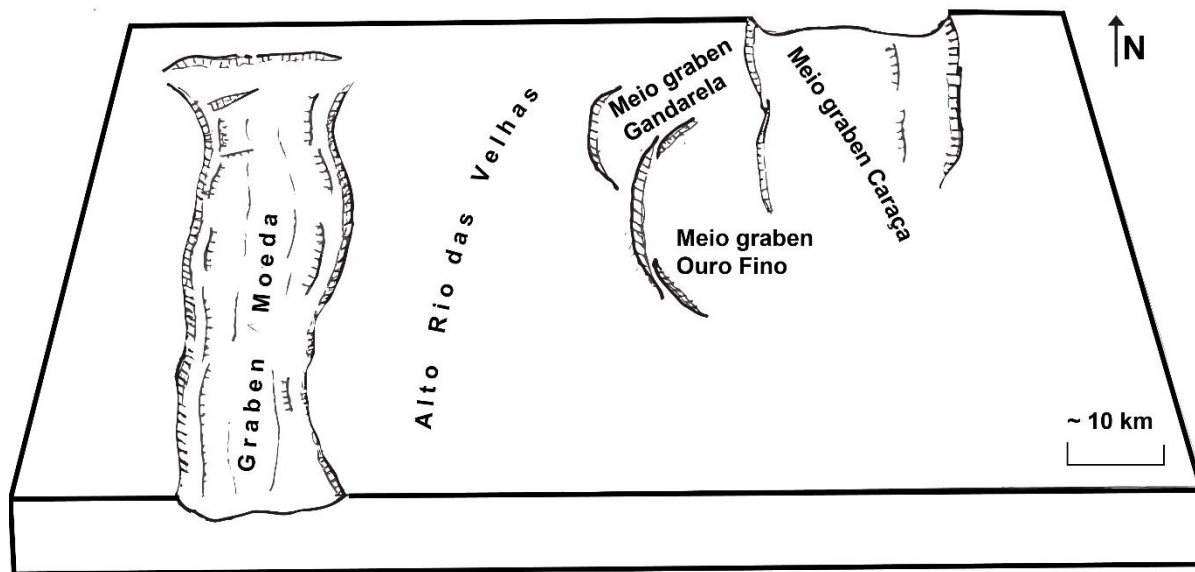 N
Meio graben
Gandarela
Meio graben Caraça
Alto Rio das Velhas
Meio graben
Ouro Fino
Graben Moeda
~ 10 km